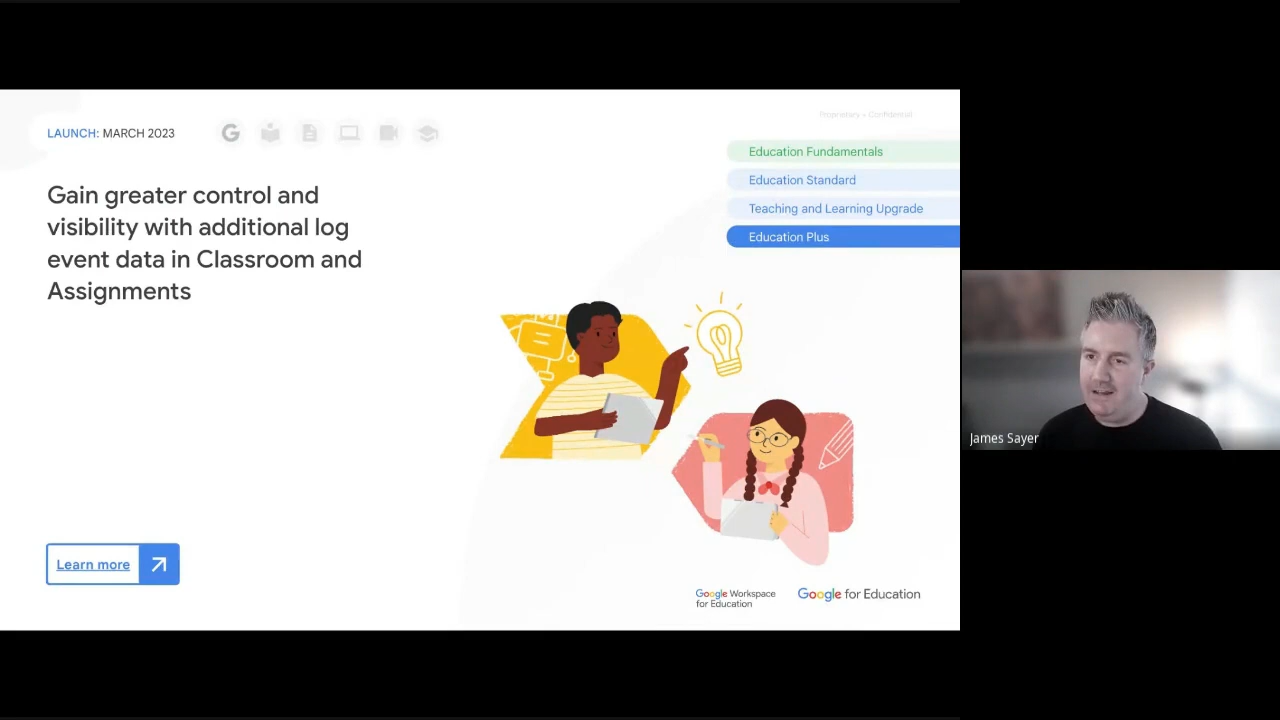 LAUNCH: MARCH 2023
Proprietary + Confidential
Education Fundamentals
Education Standard
Teaching and Learning Upgrade
Education Plus
Gain greater control and
visibility with additional log
event data in Classroom and
Assignments
James Sayer
Learn more
Google Workspace
for Education
Google for Education